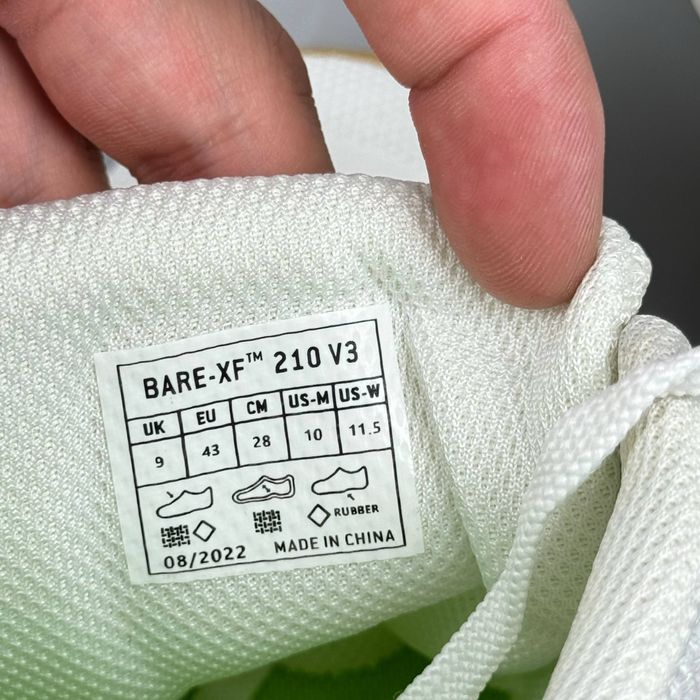 BARE-XF™ 210 V3
UK EU CM US-M US-W
9 43 28 10 11.5
RUBBER
08/2022 MADE IN CHINA